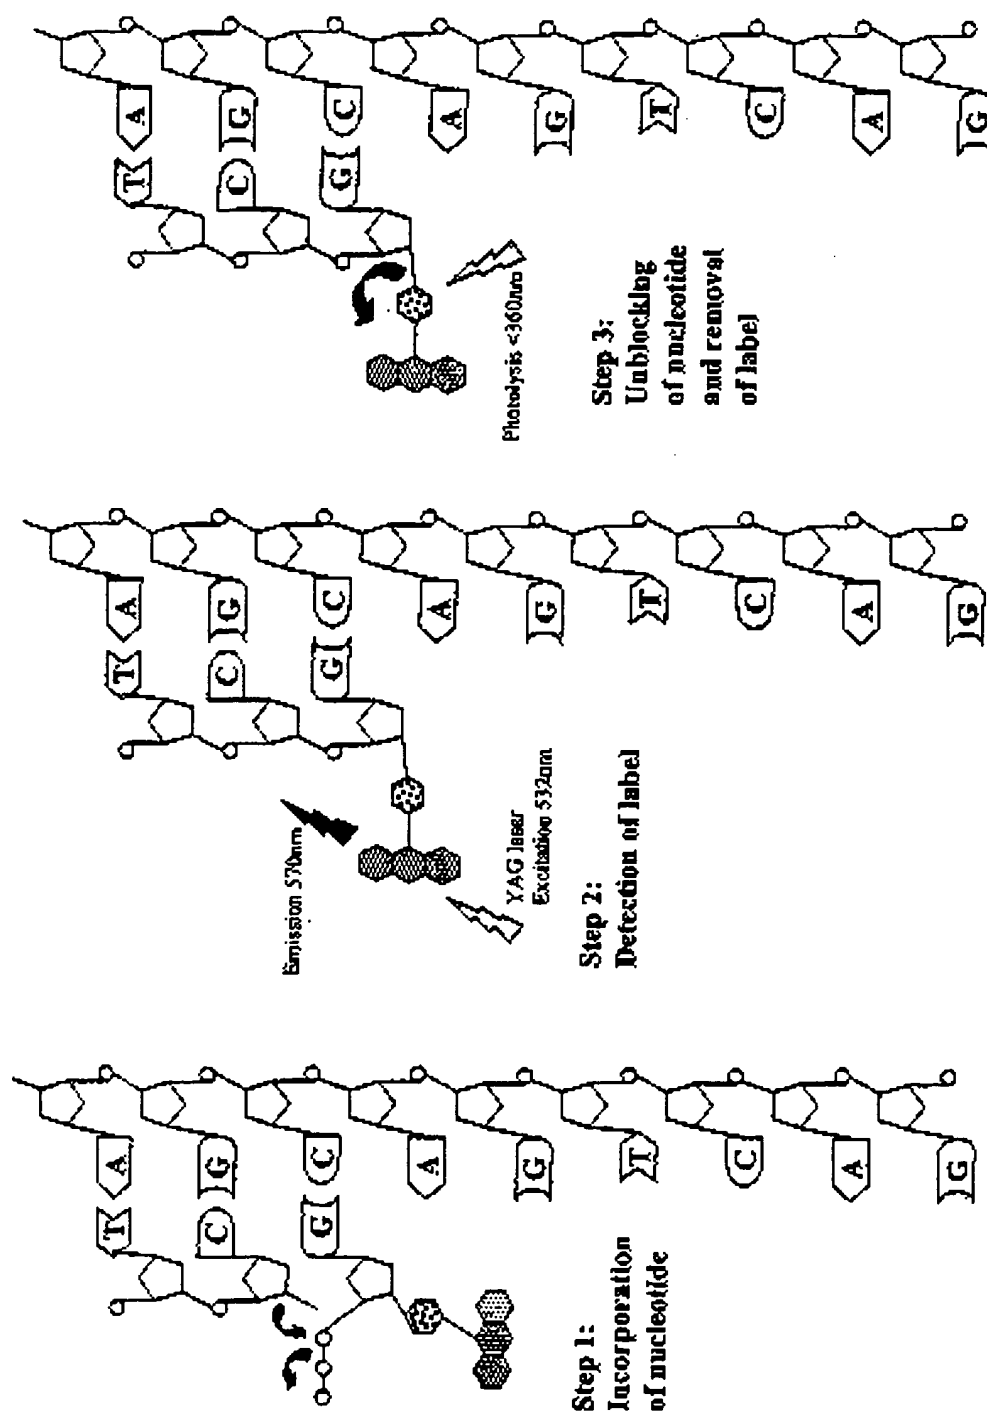 T A
C G
G C
A
G
T
C
A
G
Step 1:
Incorporation
of nucleotide
T A
C G
G C
A
G
T
C
A
G
Emission 570nm
YAG laser
Excitation 532nm
Step 2:
Detection of label
T A
C G
G C
A
G
T
C
A
G
Photolysis <360nm
Step 3:
Unblocking
of nucleotide
and removal
of label